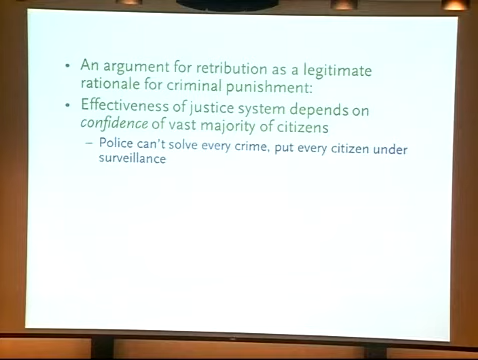 • An argument for retribution as a legitimate
rationale for criminal punishment:
• Effectiveness of justice system depends on
confidence of vast majority of citizens
– Police can't solve every crime, put every citizen under
surveillance